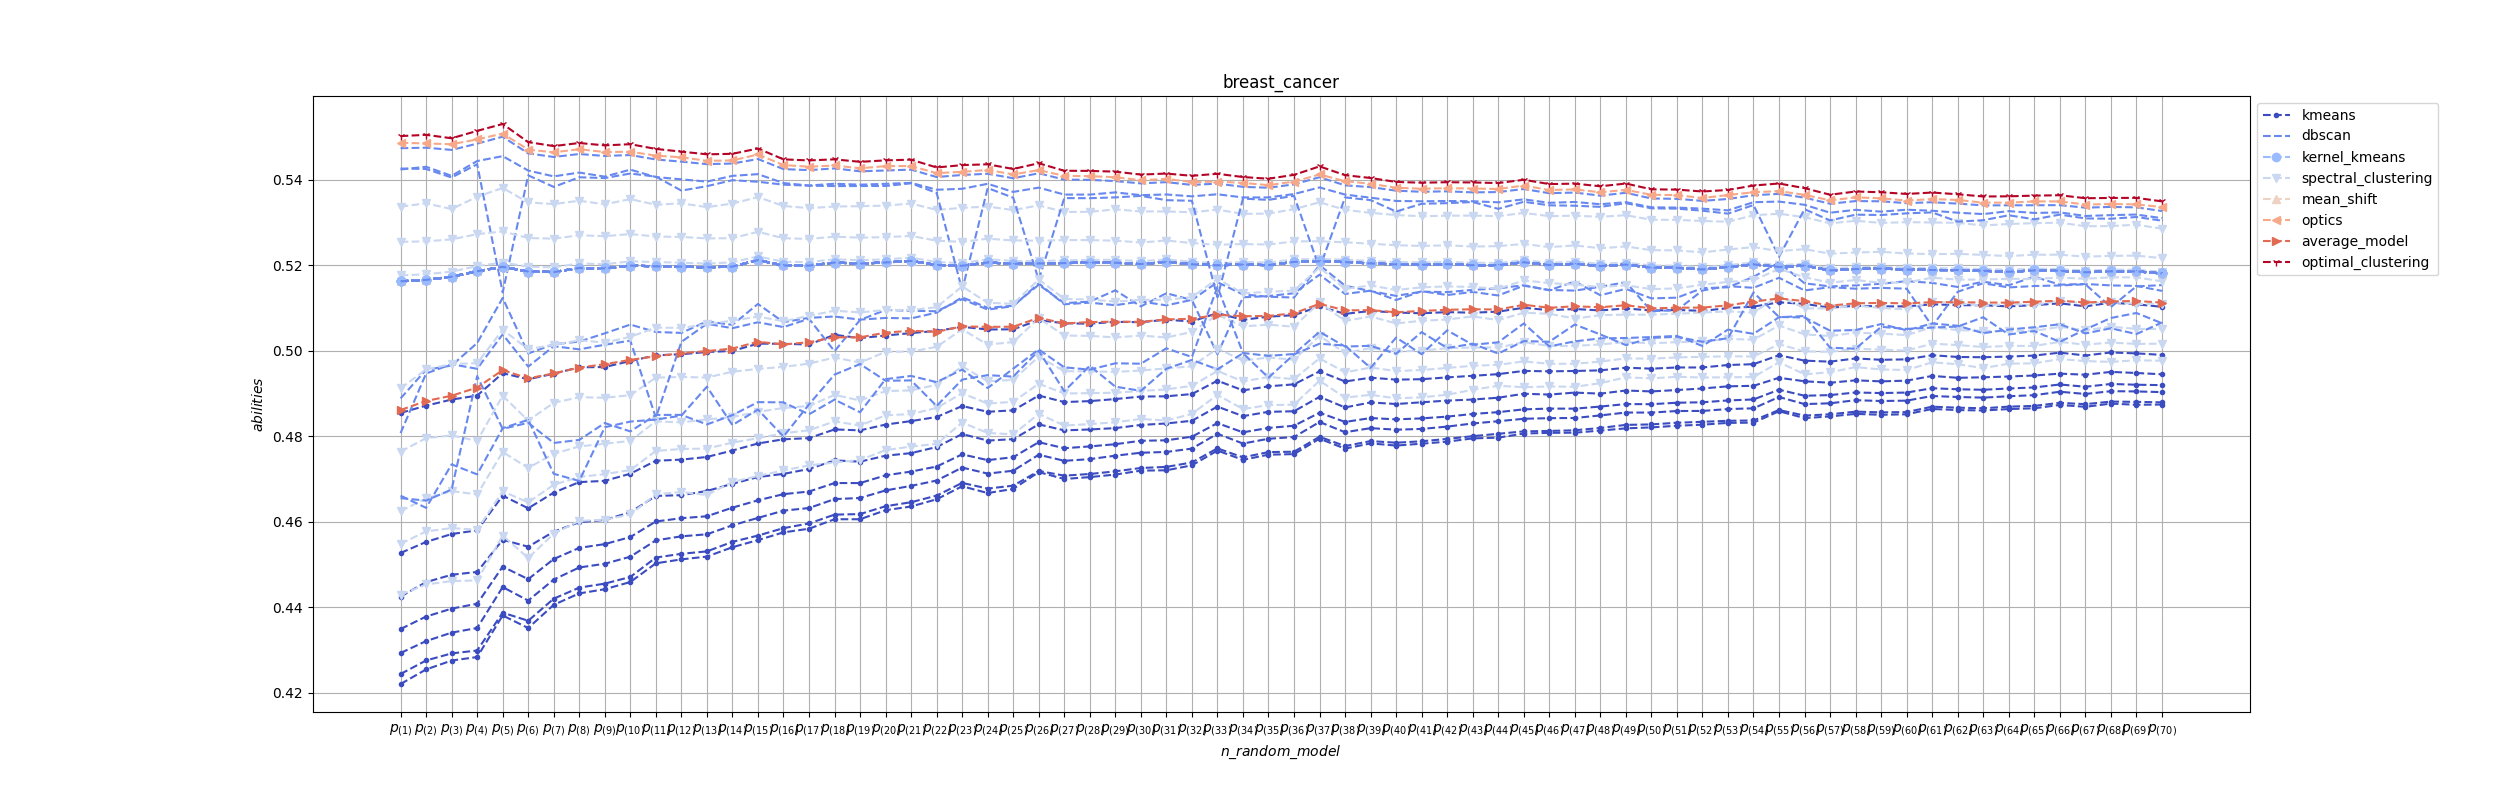 breast_cancer
abilities
0.54
0.52
0.50
0.48
0.46
0.44
0.42
p(1) p(2) p(3) p(4) p(5) p(6) p(7) p(8) p(9) p(10) p(11) p(12) p(13) p(14) p(15) p(16) p(17) p(18) p(19) p(20) p(21) p(22) p(23) p(24) p(25) p(26) p(27) p(28) p(29) p(30) p(31) p(32) p(33) p(34) p(35) p(36) p(37) p(38) p(39) p(40) p(41) p(42) p(43) p(44) p(45) p(46) p(47) p(48) p(49) p(50) p(51) p(52) p(53) p(54) p(55) p(56) p(57) p(58) p(59) p(60) p(61) p(62) p(63) p(64) p(65) p(66) p(67) p(68) p(69) p(70)
n_random_model
kmeans
dbscan
kernel_kmeans
spectral_clustering
mean_shift
optics
average_model
optimal_clustering